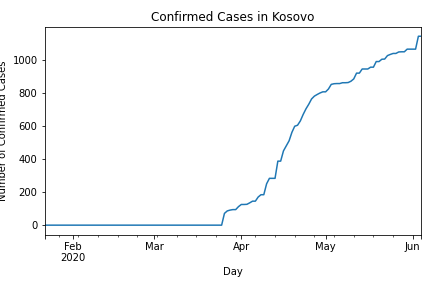 Confirmed Cases in Kosovo
Number of Confirmed Cases
1000
800
600
400
200
0
Feb
2020
Mar
Apr
May
Jun
Day